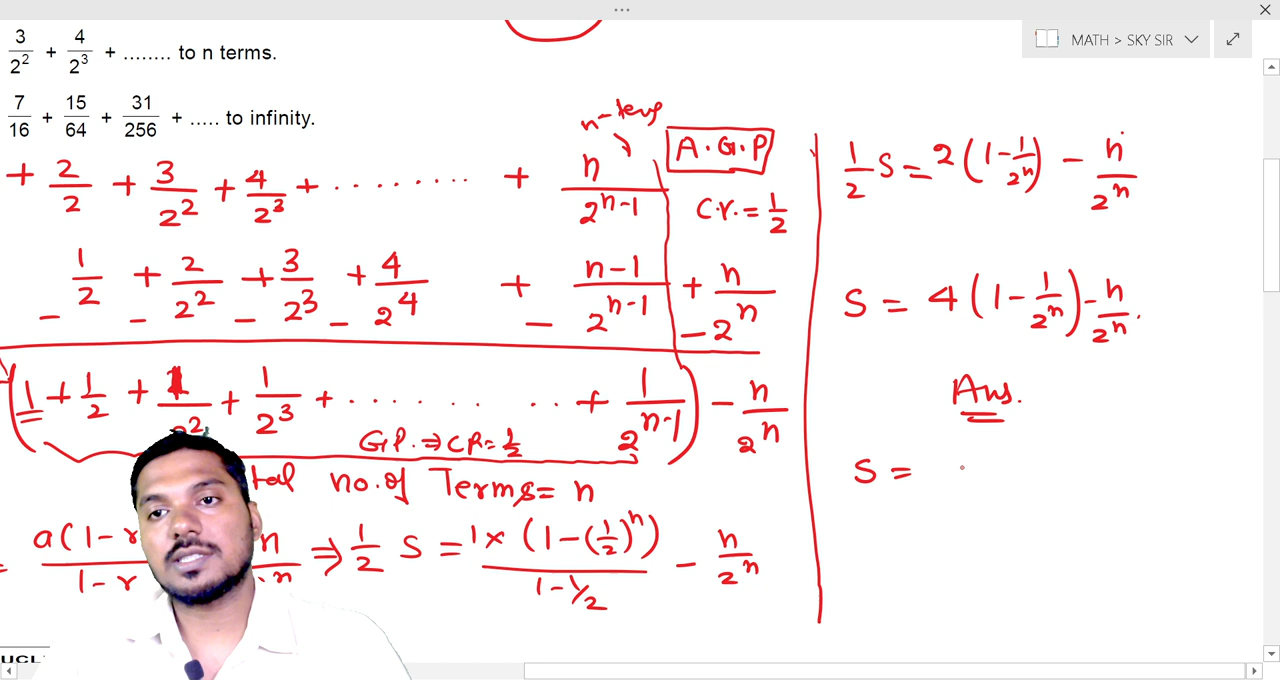 MATH > SKY SIR
3/2² + 4/2³ + ........ to n terms.
7/16 + 15/64 + 31/256 + ..... to infinity.
n-terms
+ 2/2 + 3/2² + 4/2³ + ......... + n/2ⁿ⁻¹
A.G.P
C.r. = 1/2
1/2 + 2/2² + 3/2³ + 4/2⁴ + n-1/2ⁿ⁻¹ + n/2ⁿ
- - - - - -
(1 + 1/2 + 1/2² + 1/2³ + ......... + 1/2ⁿ⁻¹) - n/2ⁿ
G.P. ⇒ CR = 1/2
no. of Terms = n
a(1-r
1-r
⇒ 1/2 S = 1×(1-(1/2)ⁿ)/1-1/2 - n/2ⁿ
1/2 S = 2(1-1/2ⁿ) - n/2ⁿ
S = 4(1-1/2ⁿ) - n/2ⁿ.
Ans.
S =